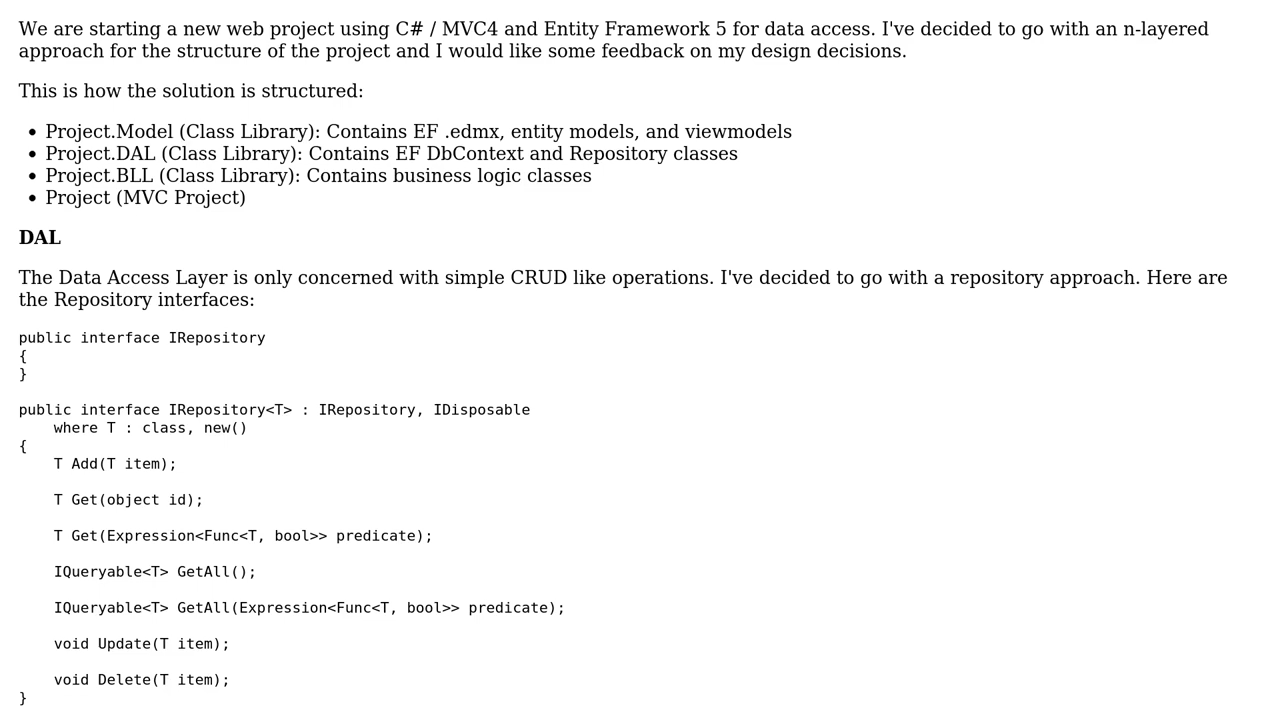 We are starting a new web project using C# / MVC4 and Entity Framework 5 for data access. I've decided to go with an n-layered
approach for the structure of the project and I would like some feedback on my design decisions.
This is how the solution is structured:
• Project.Model (Class Library): Contains EF .edmx, entity models, and viewmodels
• Project.DAL (Class Library): Contains EF DbContext and Repository classes
• Project.BLL (Class Library): Contains business logic classes
• Project (MVC Project)
DAL
The Data Access Layer is only concerned with simple CRUD like operations. I've decided to go with a repository approach. Here are
the Repository interfaces:
public interface IRepository
{
}
public interface IRepository<T> : IRepository, IDisposable
    where T : class, new()
{
    T Add(T item);
    T Get(object id);
    T Get(Expression<Func<T, bool>> predicate);
    IQueryable<T> GetAll();
    IQueryable<T> GetAll(Expression<Func<T, bool>> predicate);
    void Update(T item);
    void Delete(T item);
}